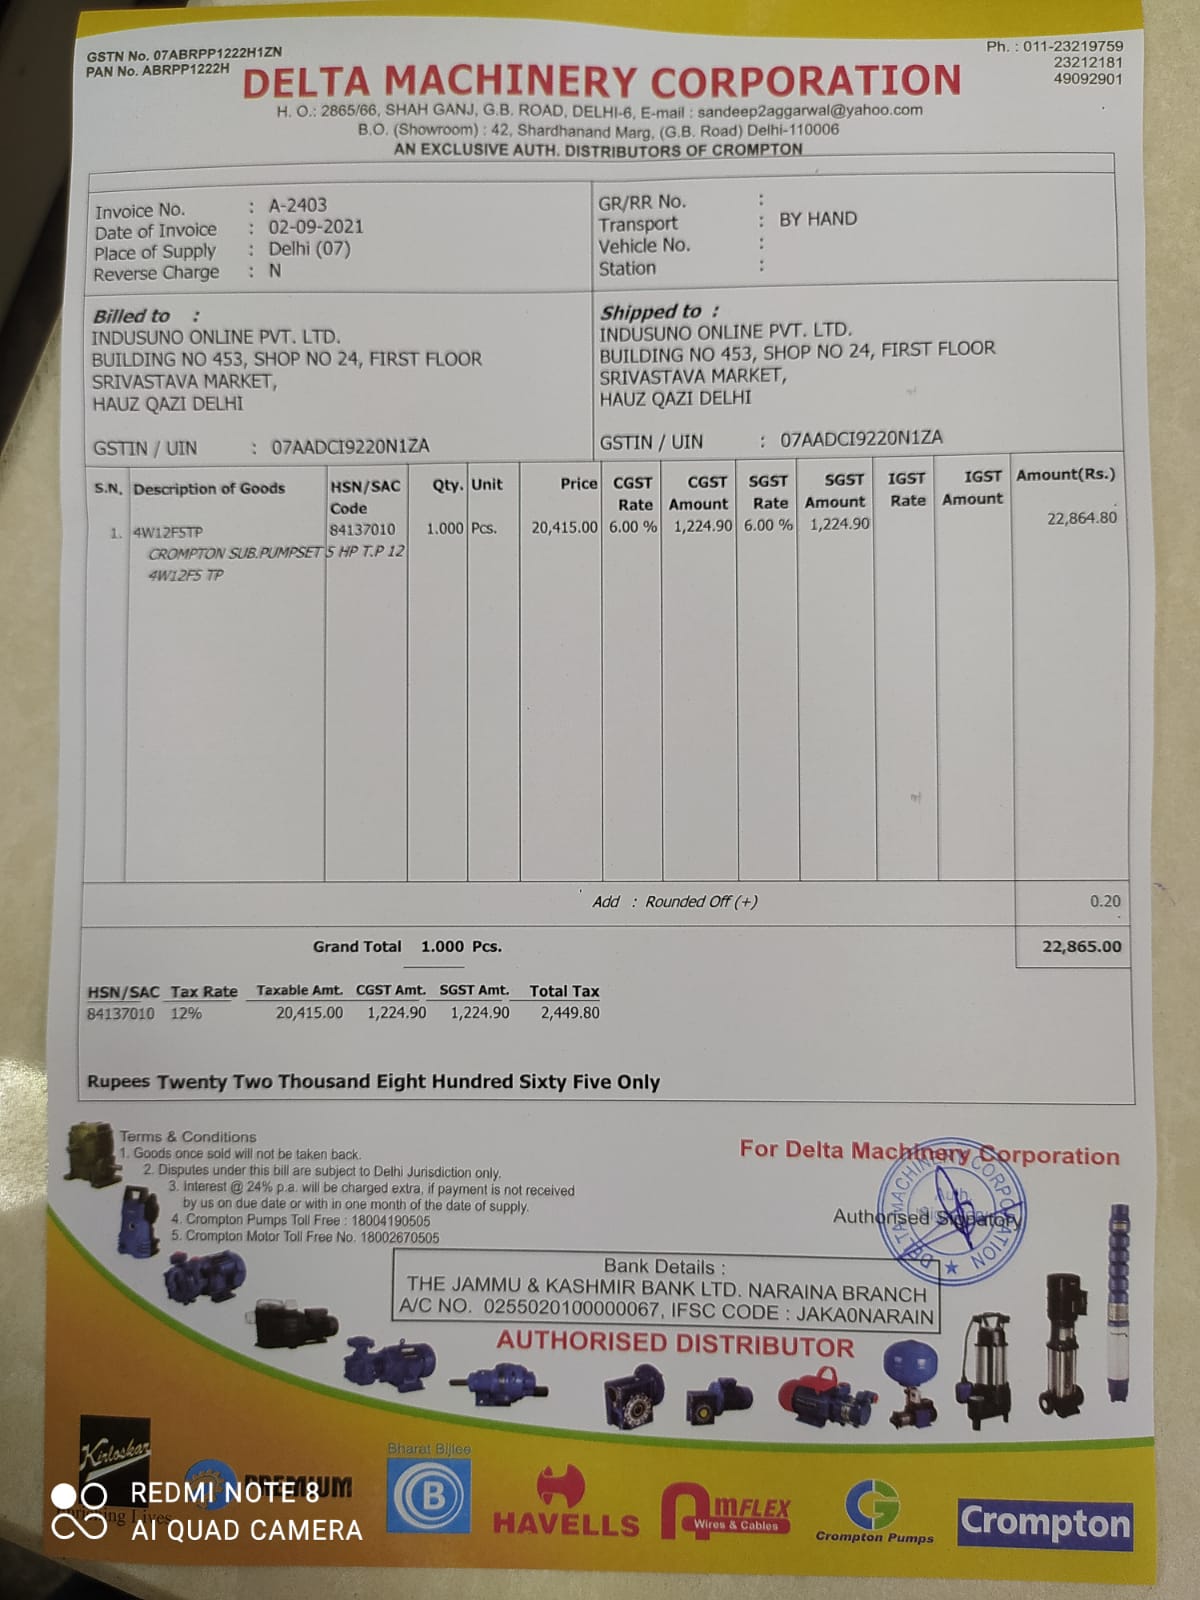 GSTN No. 07ABRPP1222H1ZN
PAN No. ABRPP1222H
Ph. : 011-23219759
23212181
49092901
DELTA MACHINERY CORPORATION
H. O.: 2865/66, SHAH GANJ, G.B. ROAD, DELHI-6, E-mail : sandeep2aggarwal@yahoo.com
B.O. (Showroom) : 42, Shardhanand Marg, (G.B. Road) Delhi-110006
AN EXCLUSIVE AUTH. DISTRIBUTORS OF CROMPTON
Invoice No. : A-2403
Date of Invoice : 02-09-2021
Place of Supply : Delhi (07)
Reverse Charge : N
GR/RR No. :
Transport : BY HAND
Vehicle No. :
Station :
Billed to :
INDUSUNO ONLINE PVT. LTD.
BUILDING NO 453, SHOP NO 24, FIRST FLOOR
SRIVASTAVA MARKET,
HAUZ QAZI DELHI
GSTIN / UIN : 07AADCI9220N1ZA
Shipped to :
INDUSUNO ONLINE PVT. LTD.
BUILDING NO 453, SHOP NO 24, FIRST FLOOR
SRIVASTAVA MARKET,
HAUZ QAZI DELHI
GSTIN / UIN : 07AADCI9220N1ZA
S.N. Description of Goods HSN/SAC Qty. Unit Price CGST CGST SGST SGST IGST IGST Amount(Rs.)
Code Rate Amount Rate Amount Rate Amount
1. 4W12FSTP 84137010 1.000 Pcs. 20,415.00 6.00 % 1,224.90 6.00 % 1,224.90 22,864.80
CROMPTON SUB.PUMPSET 5 HP T.P 12
4W12F5 TP
Add : Rounded Off (+) 0.20
Grand Total 1.000 Pcs. 22,865.00
HSN/SAC Tax Rate Taxable Amt. CGST Amt. SGST Amt. Total Tax
84137010 12% 20,415.00 1,224.90 1,224.90 2,449.80
Rupees Twenty Two Thousand Eight Hundred Sixty Five Only
Terms & Conditions
1. Goods once sold will not be taken back.
2. Disputes under this bill are subject to Delhi Jurisdiction only.
3. Interest @ 24% p.a. will be charged extra, if payment is not received
by us on due date or with in one month of the date of supply.
4. Crompton Pumps Toll Free : 18004190505
5. Crompton Motor Toll Free No. 18002670505
For Delta Machinery Corporation
DELTA MACHINERY CORPORATION
Auth.
Authorised Signatory
Bank Details :
THE JAMMU & KASHMIR BANK LTD. NARAINA BRANCH
A/C NO. 0255020100000067, IFSC CODE : JAKA0NARAIN
AUTHORISED DISTRIBUTOR
Kirloskar
PREMIUM
Bharat Bijlee
B
HAVELLS
AMFLEX
Wires & Cables
Crompton Pumps
Crompton
REDMI NOTE 8
AI QUAD CAMERA